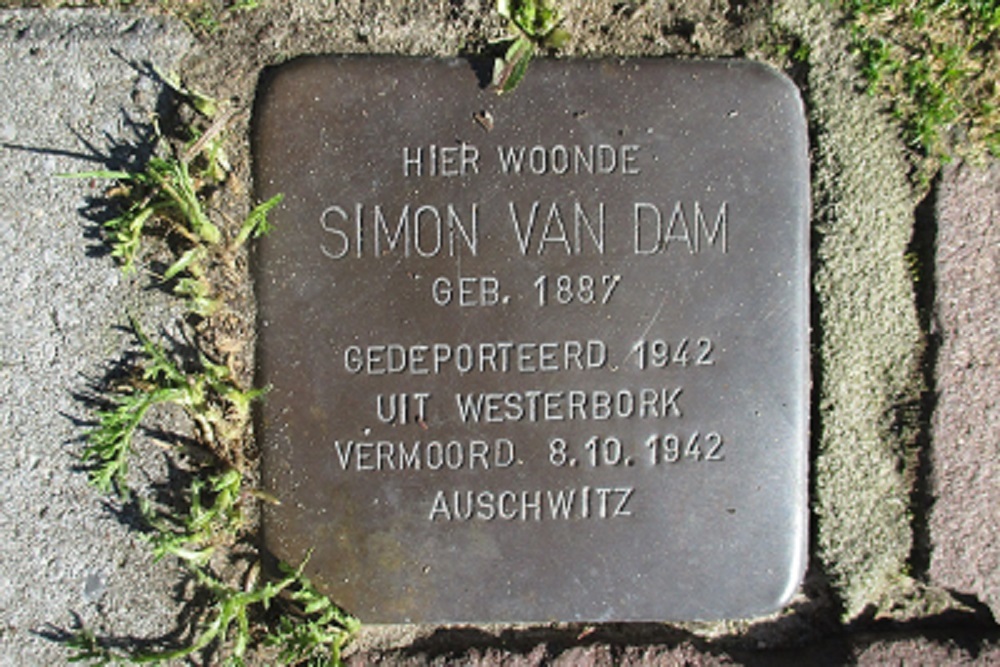 HIER WOONDE
SIMON VAN DAM
GEB. 1887
GEDEPORTEERD. 1942
UIT WESTERBORK
VERMOORD. 8.10.1942
AUSCHWITZ